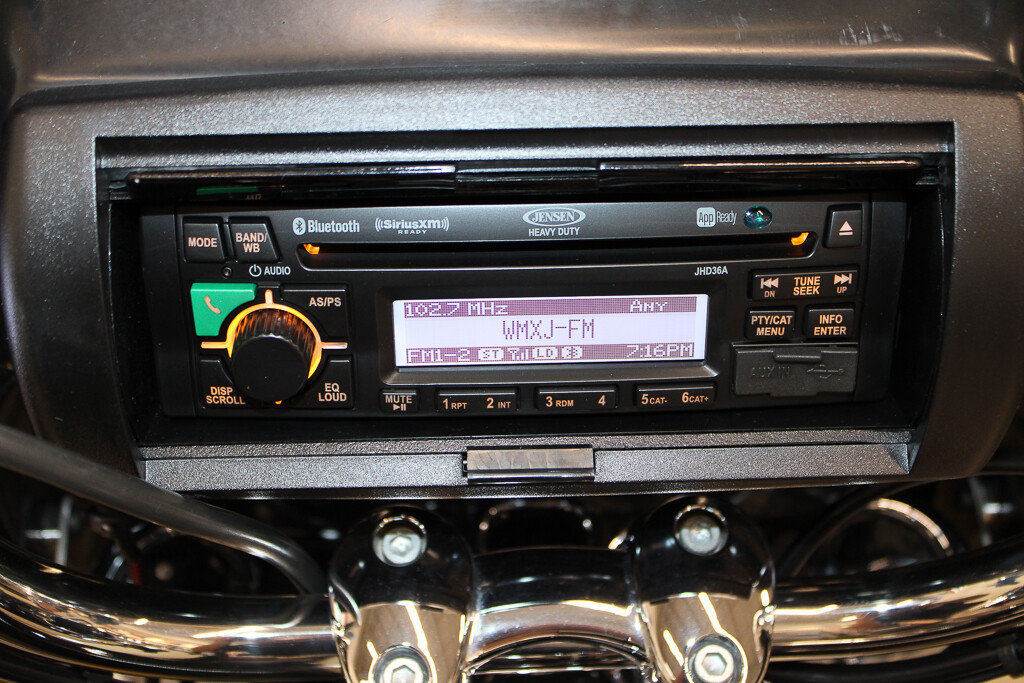 Bluetooth
((SiriusXM))
READY
JENSEN
HEAVY DUTY
App Ready
MODE
BAND/
WB
AUDIO
JHD36A
AS/PS
102.7 MHz Any
WMXJ-FM
FM1-2 ST LD 7:16PM
DN TUNE
SEEK UP
PTY/CAT
MENU
INFO
ENTER
AUX IN
DISP
SCROLL
EQ
LOUD
MUTE
1 RPT 2 INT
3 RDM 4
5 CAT- 6 CAT+